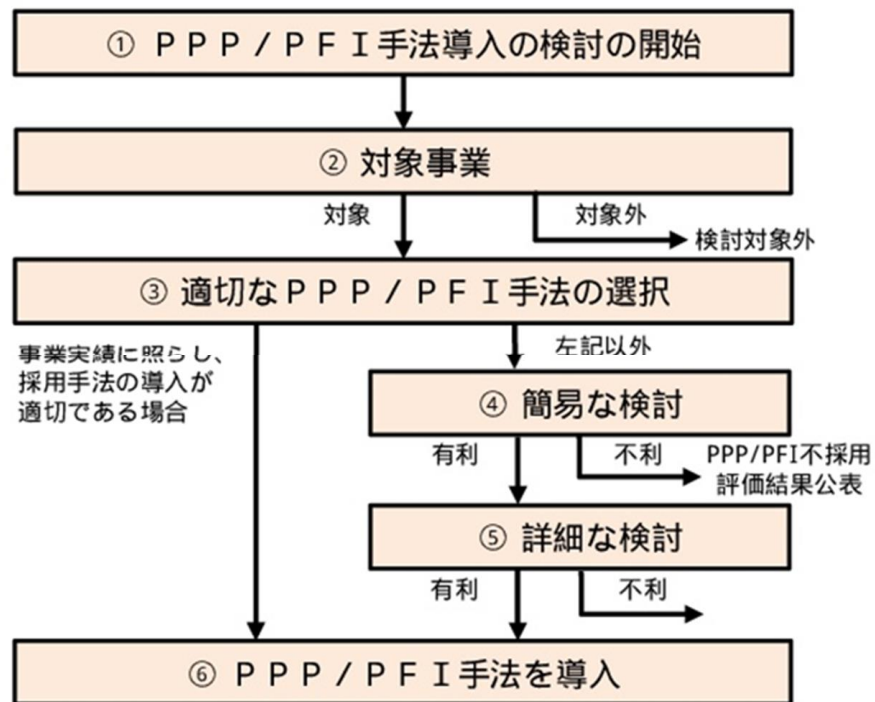 ① ＰＰＰ/ＰＦＩ手法導入の検討の開始
② 対象事業
対象
対象外
検討対象外
③ 適切なＰＰＰ/ＰＦＩ手法の選択
事業実績に照らし、
採用手法の導入が
適切である場合
左記以外
④ 簡易な検討
有利
不利
PPP/PFI不採用
評価結果公表
⑤ 詳細な検討
有利
不利
⑥ ＰＰＰ/ＰＦＩ手法を導入